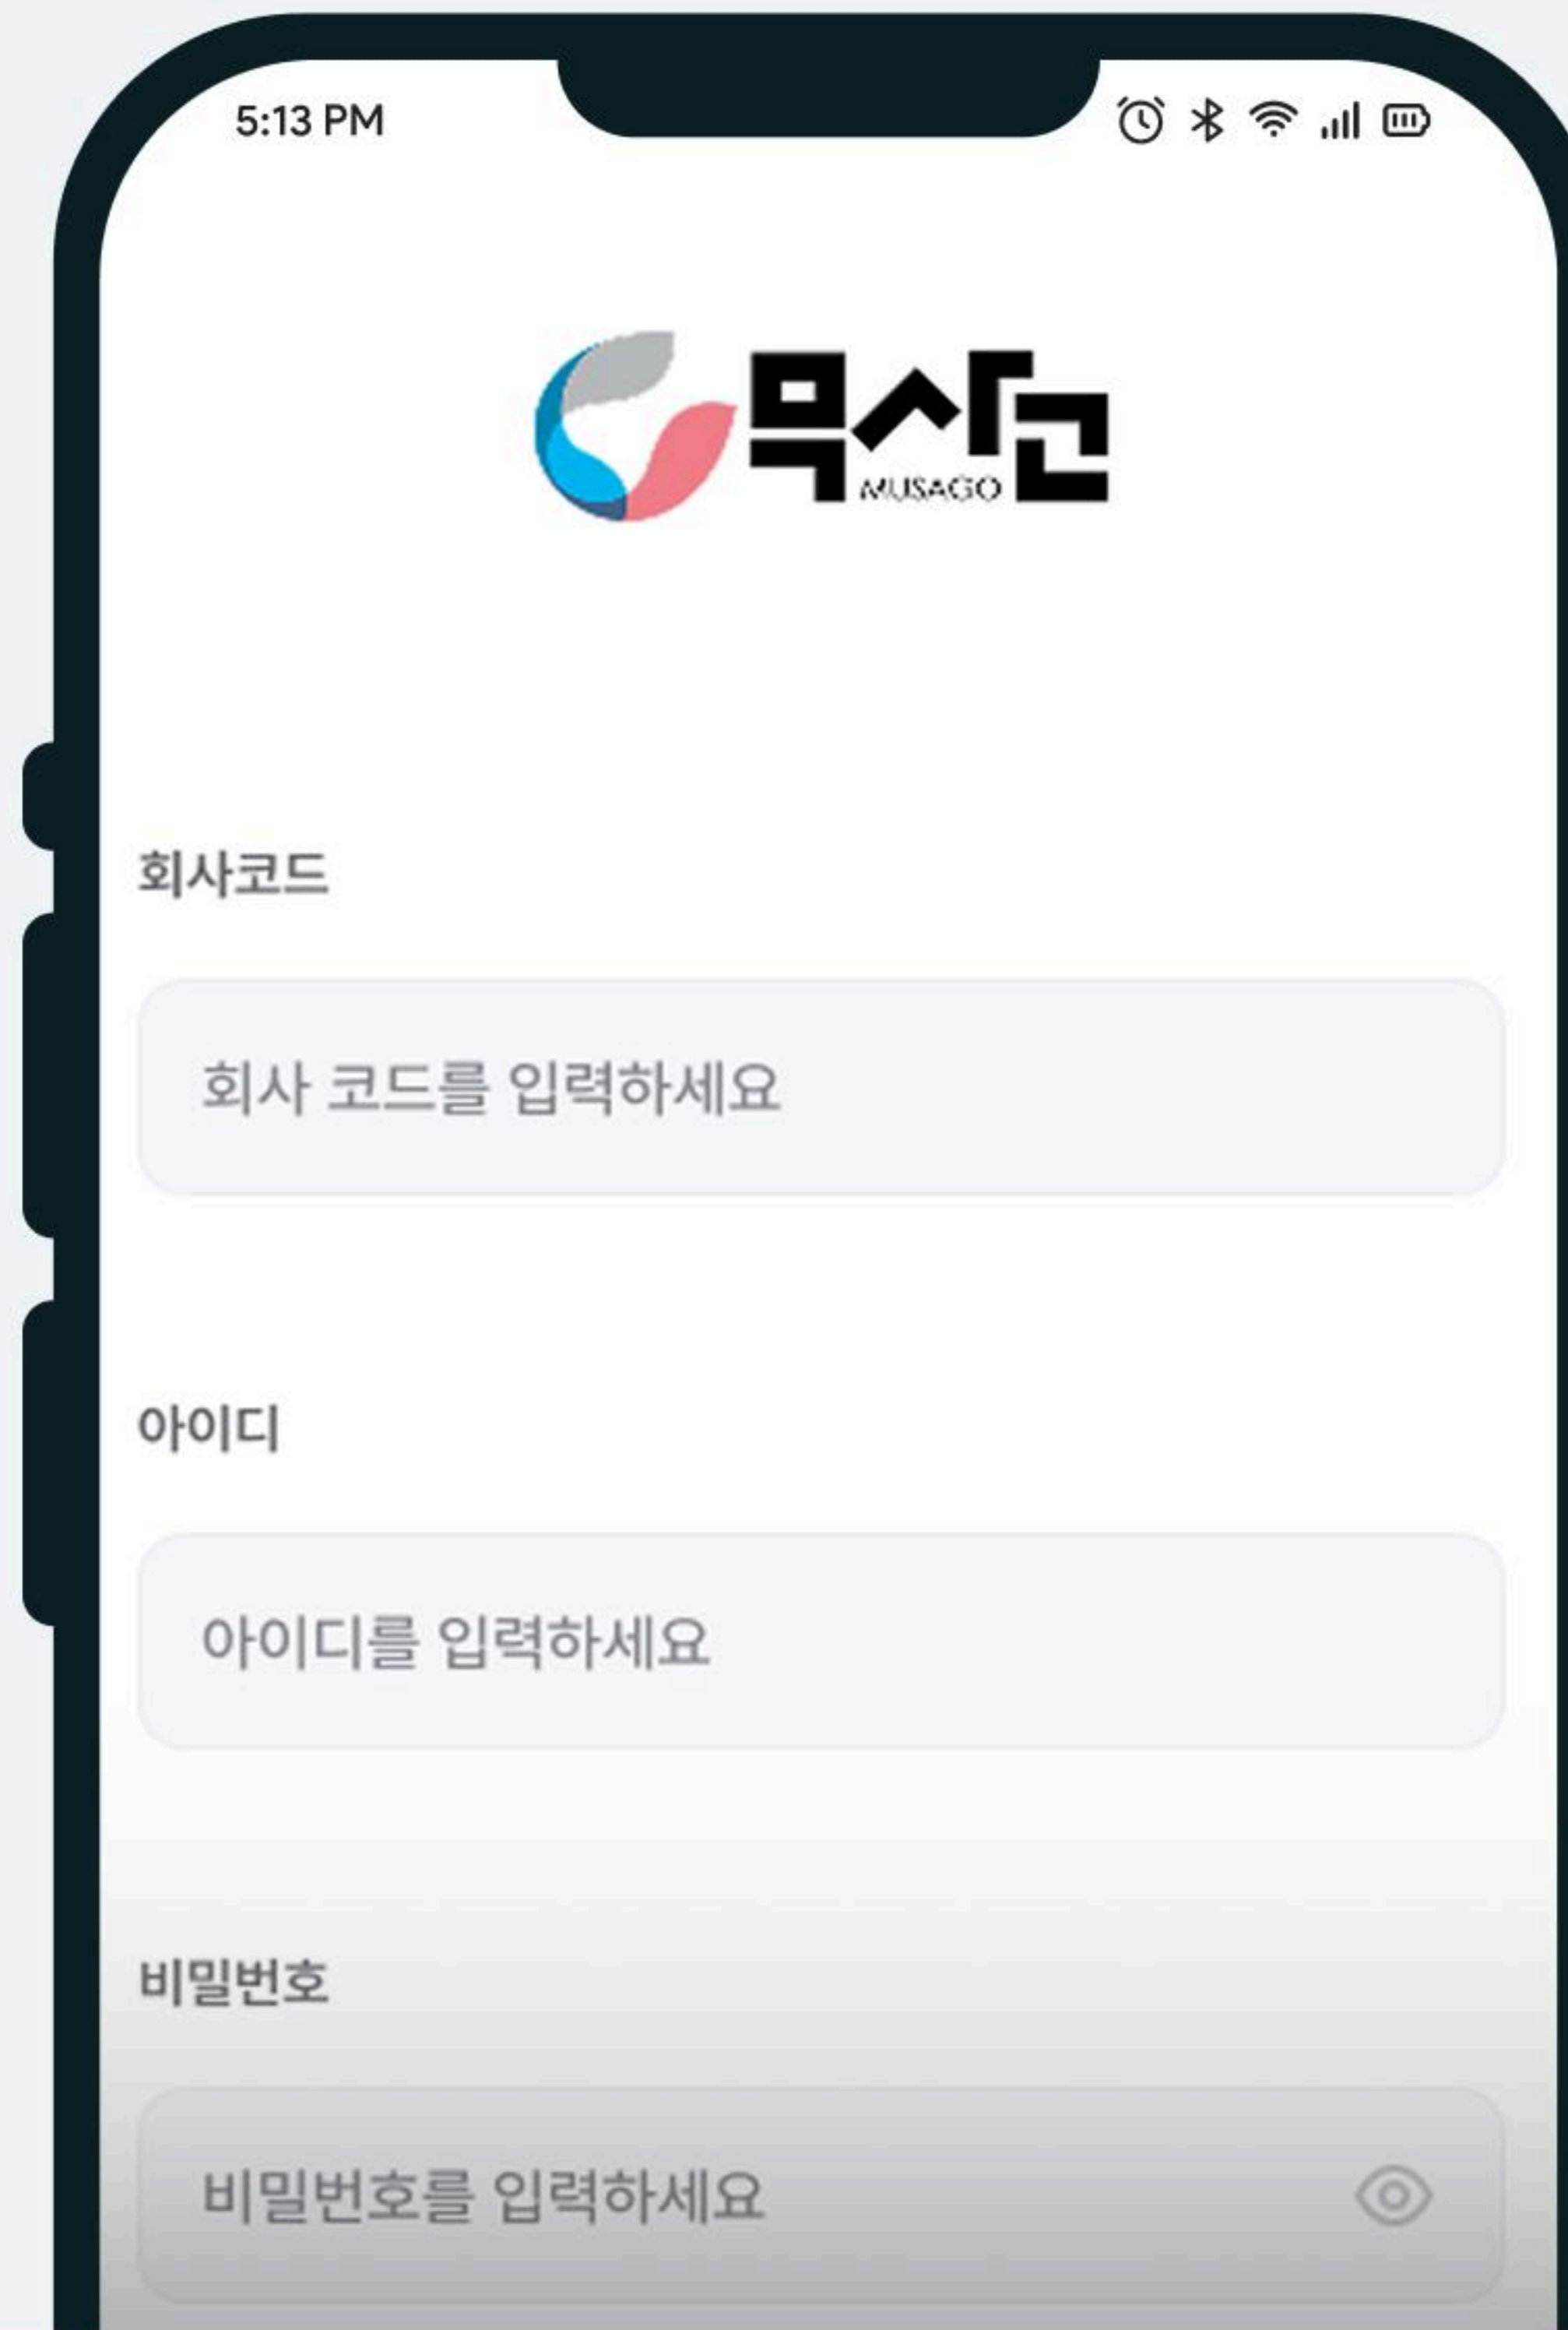 5:13 PM
무사고
MUSAGO
회사코드
회사 코드를 입력하세요
아이디
아이디를 입력하세요
비밀번호
비밀번호를 입력하세요